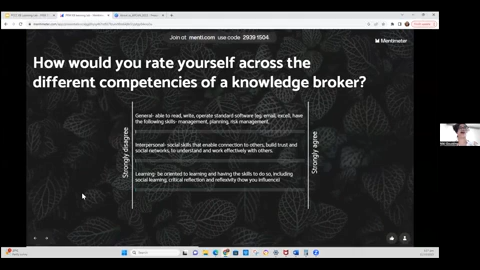 Join at menti.com use code 2939 1504
Mentimeter
How would you rate yourself across the
different competencies of a knowledge broker?
Strongly disagree
General- able to read, write, operate standard software (eg. email, excel), have
the following skills- management, planning, risk management,
Interpersonal- social skills that enable connection to others, build trust and
social networks, to understand and work effectively with others.
Learning- be oriented to learning and having the skills to do so, including
social learning, critical reflection and reflexivity (how you influence)
Strongly agree
Search